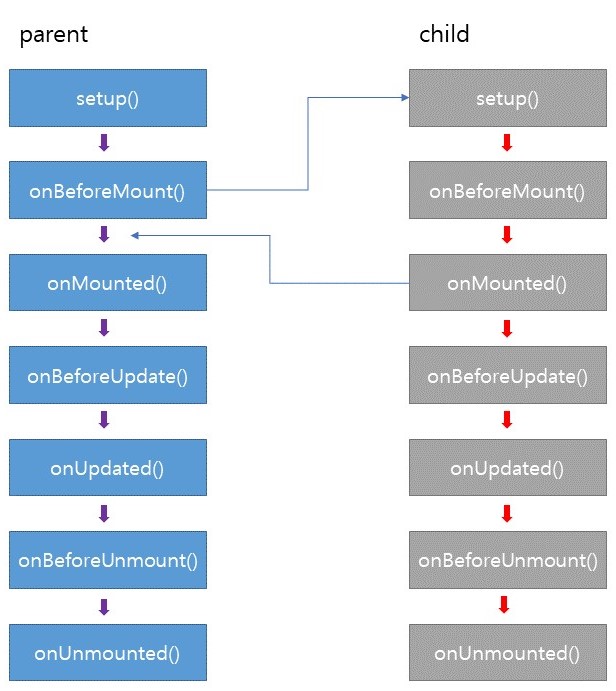 parent
child
setup()
setup()
onBeforeMount()
onBeforeMount()
onMounted()
onMounted()
onBeforeUpdate()
onBeforeUpdate()
onUpdated()
onUpdated()
onBeforeUnmount()
onBeforeUnmount()
onUnmounted()
onUnmounted()